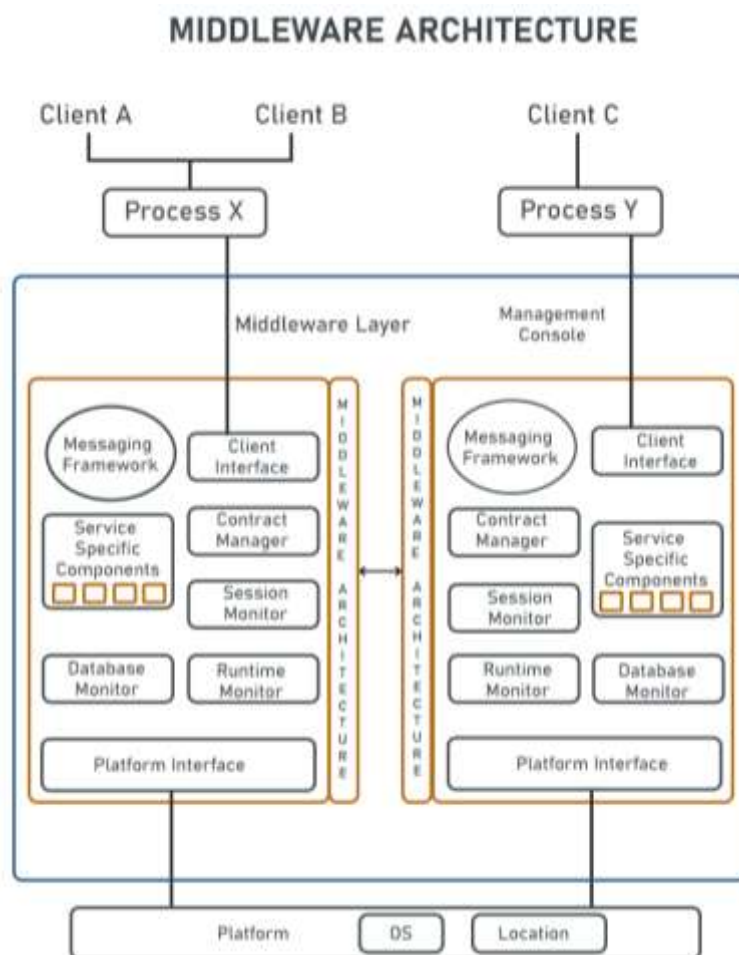 MIDDLEWARE ARCHITECTURE
Client A
Client B
Client C
Process X
Process Y
Middleware Layer
Management
Console
Messaging
Framework
Client
Interface
Service
Specific
Components
Contract
Manager
Session
Monitor
Database
Monitor
Runtime
Monitor
Platform Interface
MIDDLEWARE ARCHITECTURE
MIDDLEWARE ARCHITECTURE
Messaging
Framework
Client
Interface
Contract
Manager
Service
Specific
Components
Session
Monitor
Runtime
Monitor
Database
Monitor
Platform Interface
Platform
OS
Location